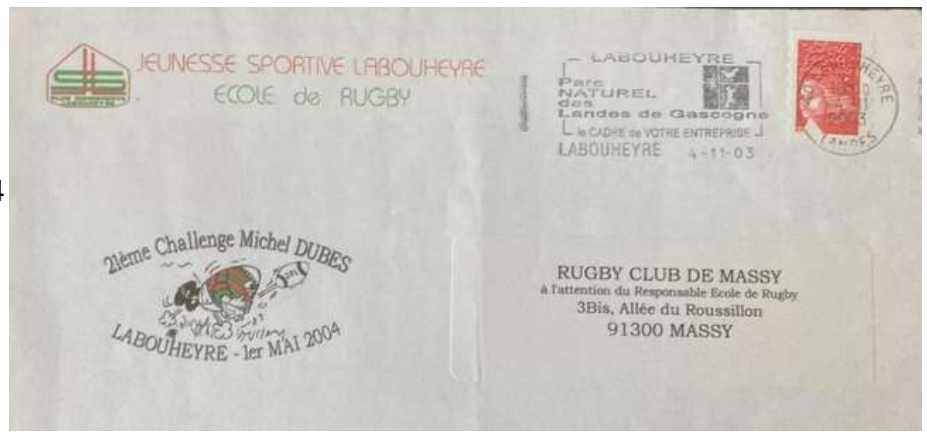 JEUNESSE SPORTIVE LABOUHEYRE
ECOLE de RUGBY
LABOUHEYRE
Parc
NATUREL
des
Landes de Gascogne
le CADRE de VOTRE ENTREPRISE
LABOUHEYRE 4-11-03
LANDES
21ème Challenge Michel DUBES
LABOUHEYRE - 1er MAI 2004
RUGBY CLUB DE MASSY
à l'attention du Responsable Ecole de Rugby
3Bis, Allée du Roussillon
91300 MASSY
4